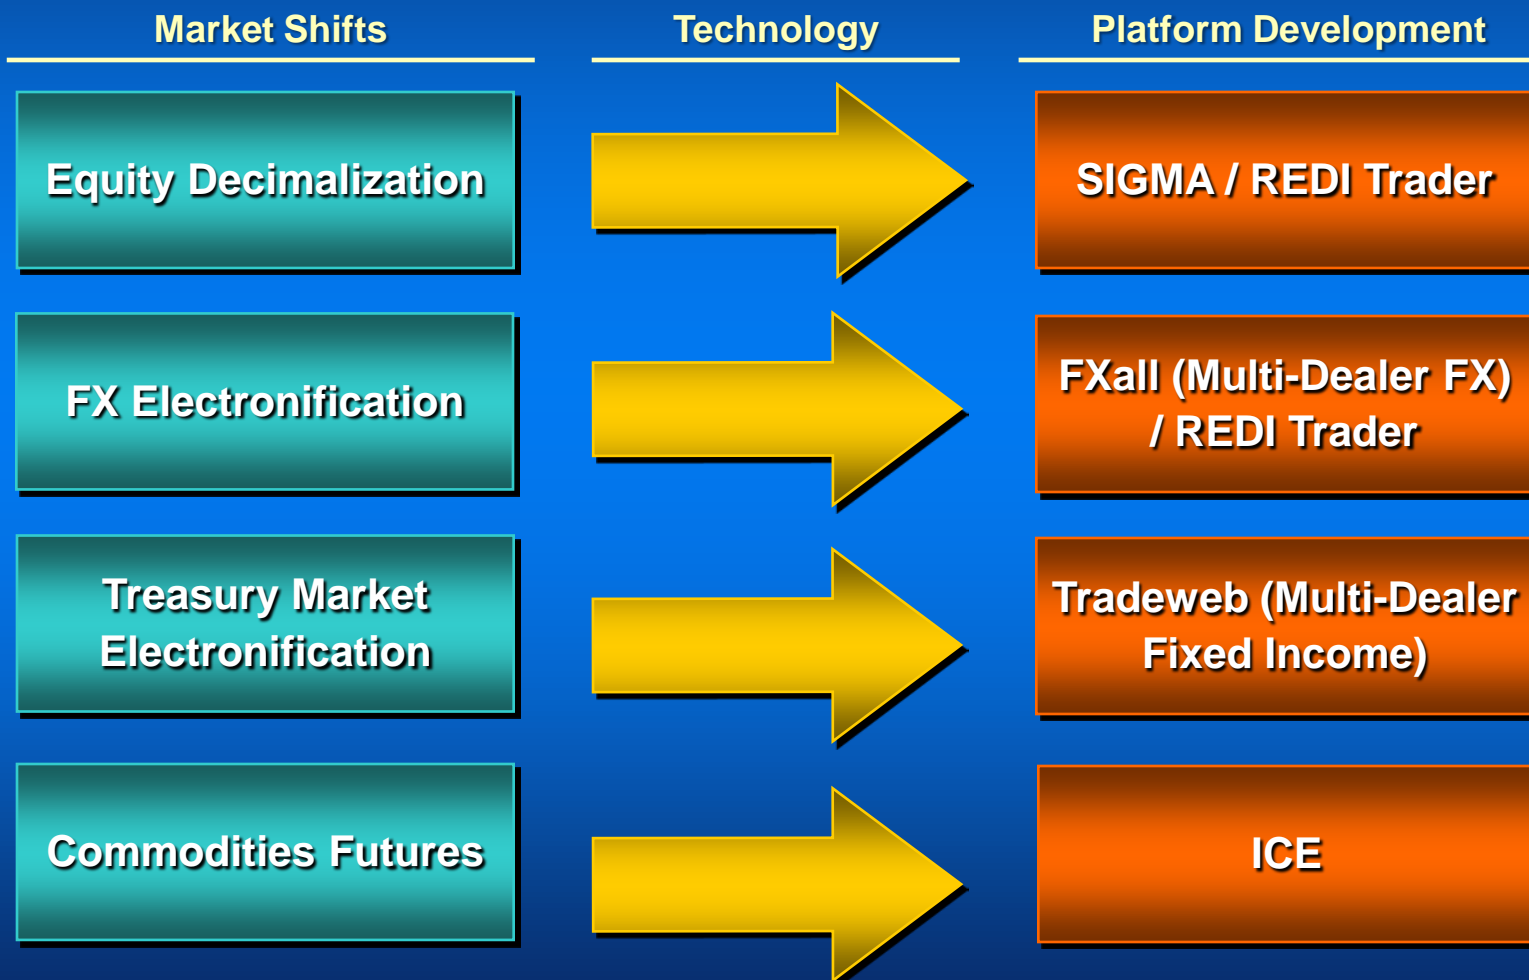 Market Shifts
Technology
Platform Development
Equity Decimalization
SIGMA / REDI Trader
FX Electronification
FXall (Multi-Dealer FX)
/ REDI Trader
Treasury Market
Electronification
Tradeweb (Multi-Dealer
Fixed Income)
Commodities Futures
ICE